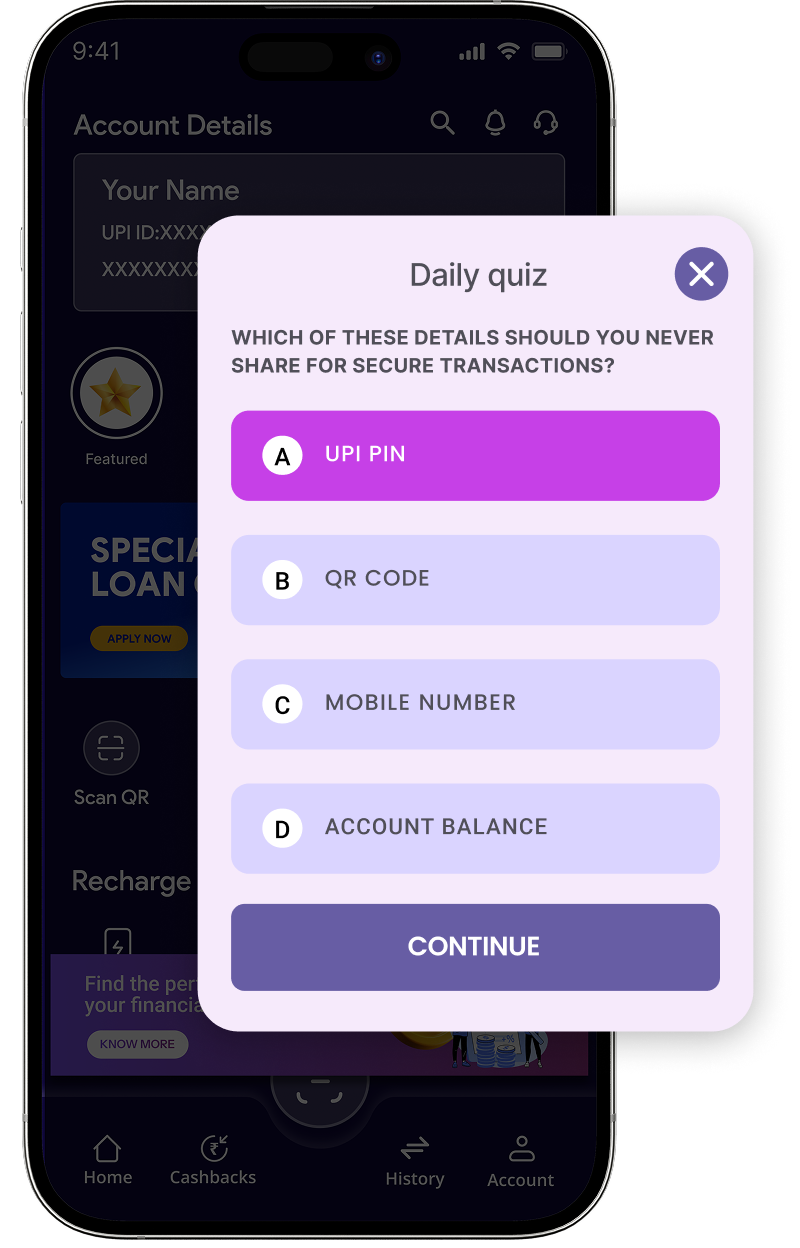 9:41
Account Details
Your Name
UPI ID:XXXX
XXXXXXXX
Featured
SPECIA
LOAN
APPLY NOW
Scan QR
Recharge
Find the per
your financia
KNOW MORE
Home
Cashbacks
History
Account
Daily quiz
WHICH OF THESE DETAILS SHOULD YOU NEVER
SHARE FOR SECURE TRANSACTIONS?
A UPI PIN
B QR CODE
C MOBILE NUMBER
D ACCOUNT BALANCE
CONTINUE